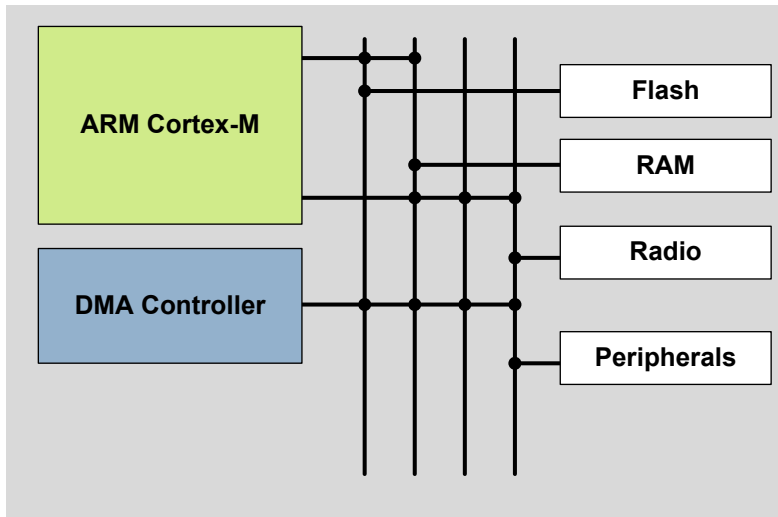 ARM Cortex-M
DMA Controller
Flash
RAM
Radio
Peripherals